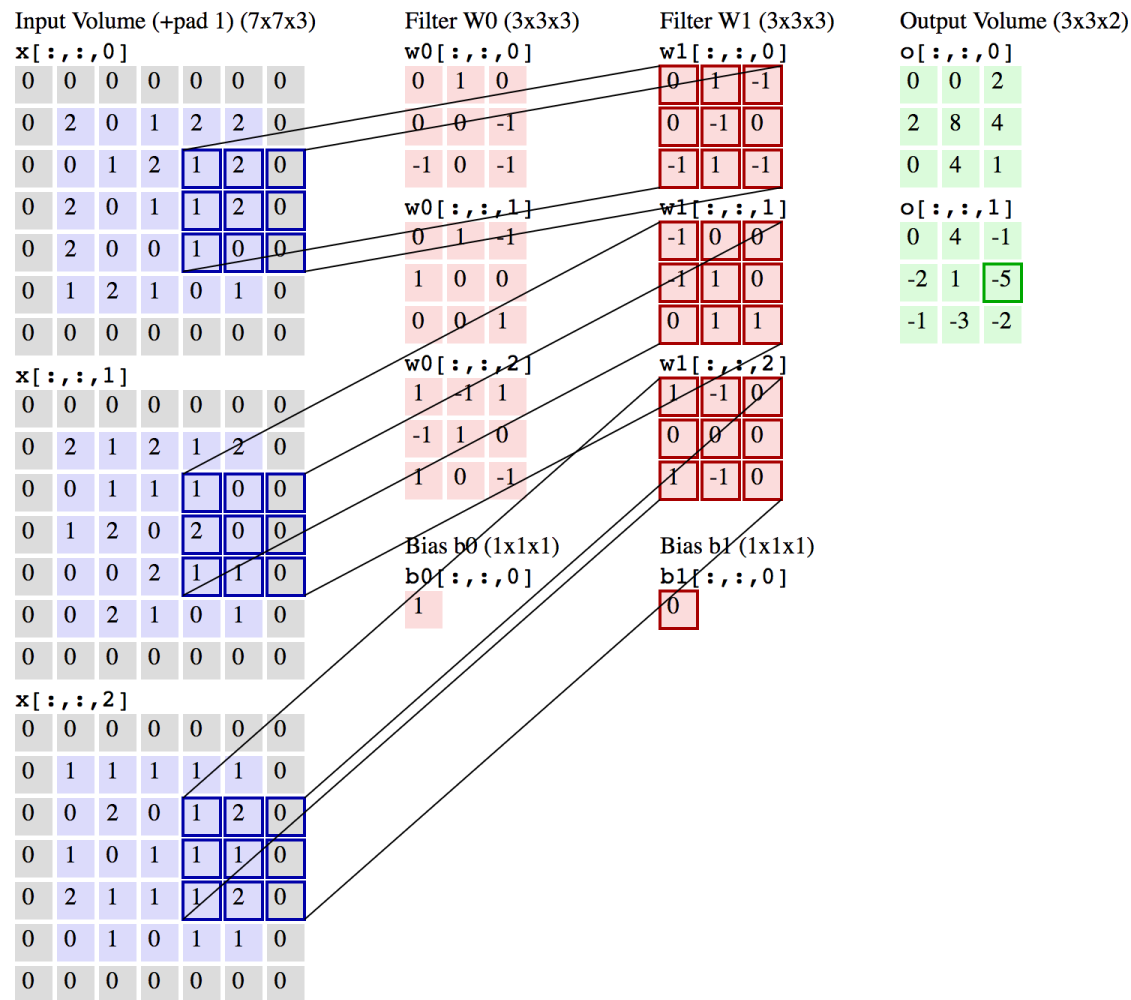 Input Volume (+pad 1) (7x7x3)
x[:,:,0]
0 0 0 0 0 0 0
0 2 0 1 2 2 0
0 0 1 2 1 2 0
0 2 0 1 1 2 0
0 2 0 0 1 0 0
0 1 2 1 0 1 0
0 0 0 0 0 0 0
x[:,:,1]
0 0 0 0 0 0 0
0 2 1 2 1 2 0
0 0 1 1 1 0 0
0 1 2 0 2 0 0
0 0 0 2 1 1 0
0 0 2 1 0 1 0
0 0 0 0 0 0 0
x[:,:,2]
0 0 0 0 0 0 0
0 1 1 1 1 1 0
0 0 2 0 1 2 0
0 1 0 1 1 1 0
0 2 1 1 1 2 0
0 0 1 0 1 1 0
0 0 0 0 0 0 0
Filter W0 (3x3x3)
w0[:,:,0]
0 1 0
0 0 -1
-1 0 -1
w0[:,:,1]
0 1 -1
1 0 0
0 0 1
w0[:,:,2]
1 -1 1
-1 1 0
1 0 -1
Bias b0 (1x1x1)
b0[:,:,0]
1
Filter W1 (3x3x3)
w1[:,:,0]
0 1 -1
0 -1 0
-1 1 -1
w1[:,:,1]
-1 0 0
-1 1 0
0 1 1
w1[:,:,2]
1 -1 0
0 0 0
1 -1 0
Bias b1 (1x1x1)
b1[:,:,0]
0
Output Volume (3x3x2)
o[:,:,0]
0 0 2
2 8 4
0 4 1
o[:,:,1]
0 4 -1
-2 1 -5
-1 -3 -2